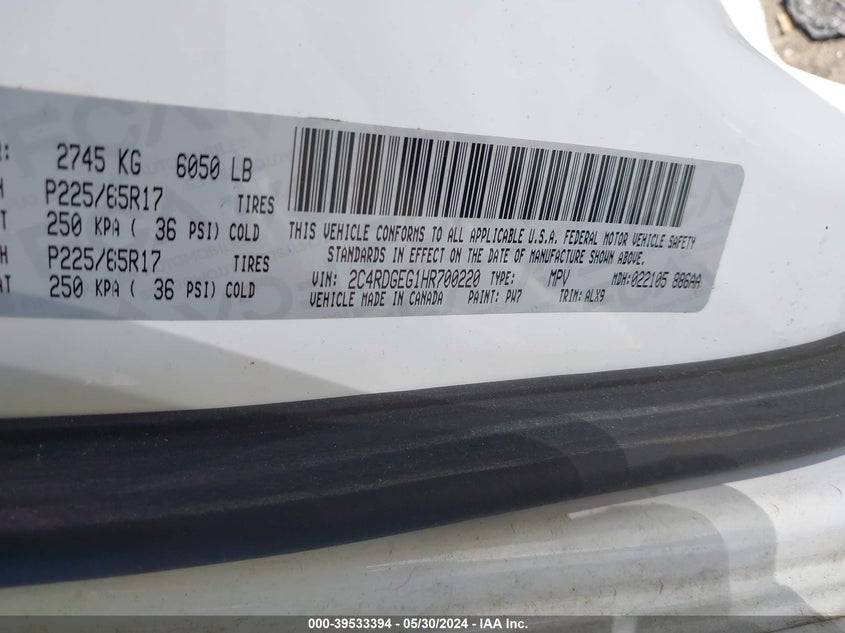 R: 2745 KG 6050 LB
H P225/65R17 TIRES
T 250 KPA ( 36 PSI) COLD
H P225/65R17 TIRES
AT 250 KPA ( 36 PSI) COLD
THIS VEHICLE CONFORMS TO ALL APPLICABLE U.S.A. FEDERAL MOTOR VEHICLE SAFETY
STANDARDS IN EFFECT ON THE DATE OF MANUFACTURE SHOWN ABOVE.
VIN: 2C4RDGEG1HR700220 TYPE: MPV MDH:022105 886AA
VEHICLE MADE IN CANADA PAINT: PW7 TRIM: ALX9
000-39533394 — 05/30/2024 — IAA Inc.